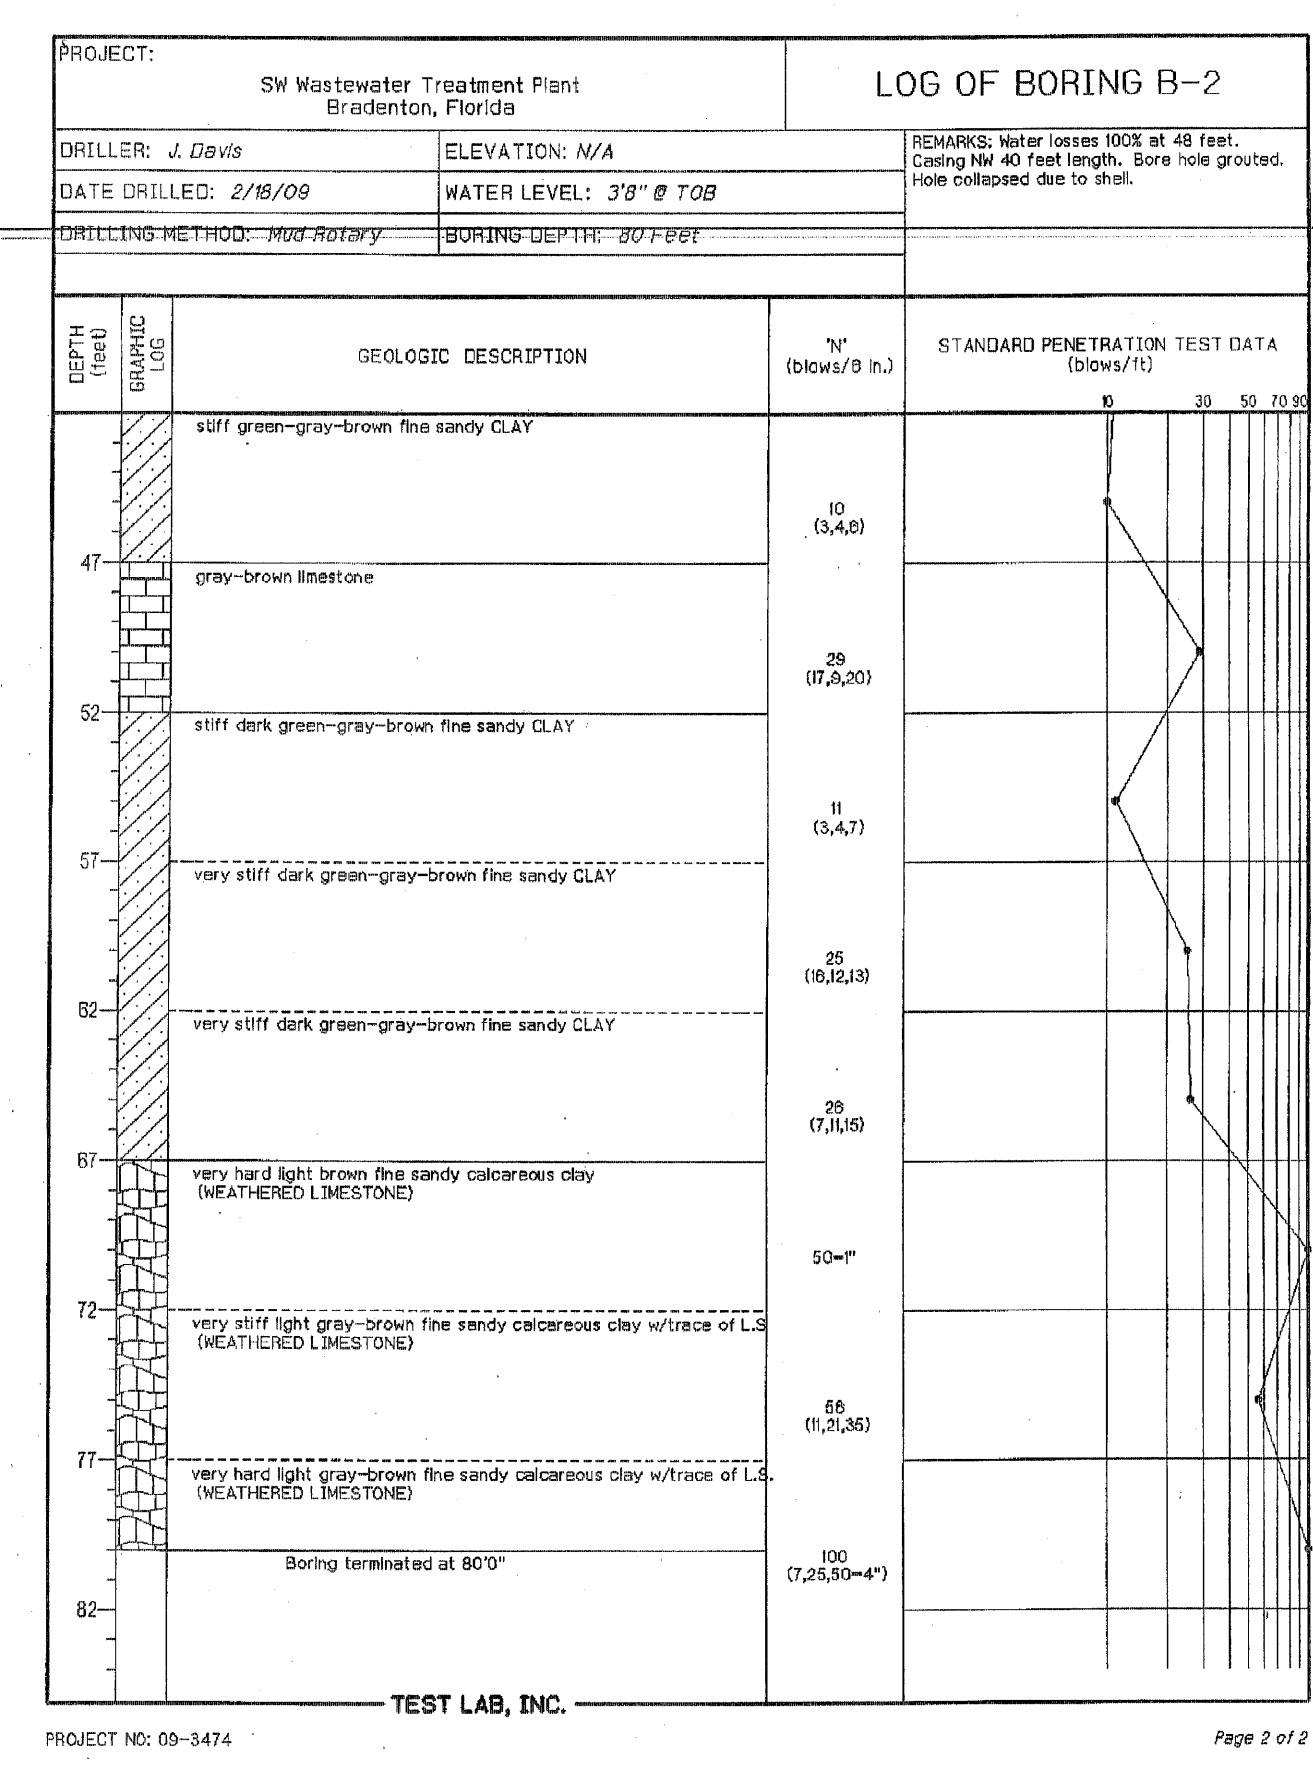 PROJECT:
SW Wastewater Treatment Plant
Bradenton, Florida
LOG OF BORING B-2
DRILLER: J. Davis
ELEVATION: N/A
REMARKS: Water losses 100% at 48 feet.
Casing NW 40 feet length. Bore hole grouted.
Hole collapsed due to shell.
DATE DRILLED: 2/18/09
WATER LEVEL: 3'8" @ TOB
DRILLING METHOD: Mud Rotary
BORING DEPTH: 80 Feet
DEPTH
(feet)
GRAPHIC
LOG
GEOLOGIC DESCRIPTION
'N'
(blows/6 in.)
STANDARD PENETRATION TEST DATA
(blows/ft)
10 30 50 70 90
stiff green-gray-brown fine sandy CLAY
10
(3,4,6)
47
gray-brown limestone
29
(17,9,20)
52
stiff dark green-gray-brown fine sandy CLAY
11
(3,4,7)
57
very stiff dark green-gray-brown fine sandy CLAY
25
(16,12,13)
62
very stiff dark green-gray-brown fine sandy CLAY
26
(7,11,15)
67
very hard light brown fine sandy calcareous clay
(WEATHERED LIMESTONE)
50-1"
72
very stiff light gray-brown fine sandy calcareous clay w/trace of L.S
(WEATHERED LIMESTONE)
56
(11,21,35)
77
very hard light gray-brown fine sandy calcareous clay w/trace of L.S.
(WEATHERED LIMESTONE)
Boring terminated at 80'0"
100
(7,25,50-4")
82
TEST LAB, INC.
PROJECT NO: 09-3474
Page 2 of 2